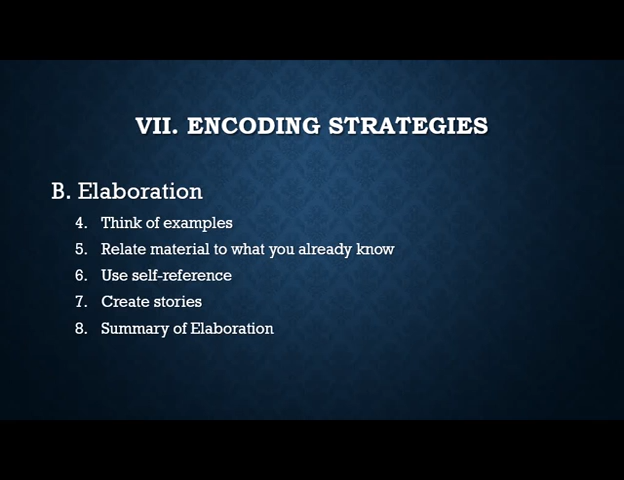 VII. ENCODING STRATEGIES
B. Elaboration
4. Think of examples
5. Relate material to what you already know
6. Use self-reference
7. Create stories
8. Summary of Elaboration